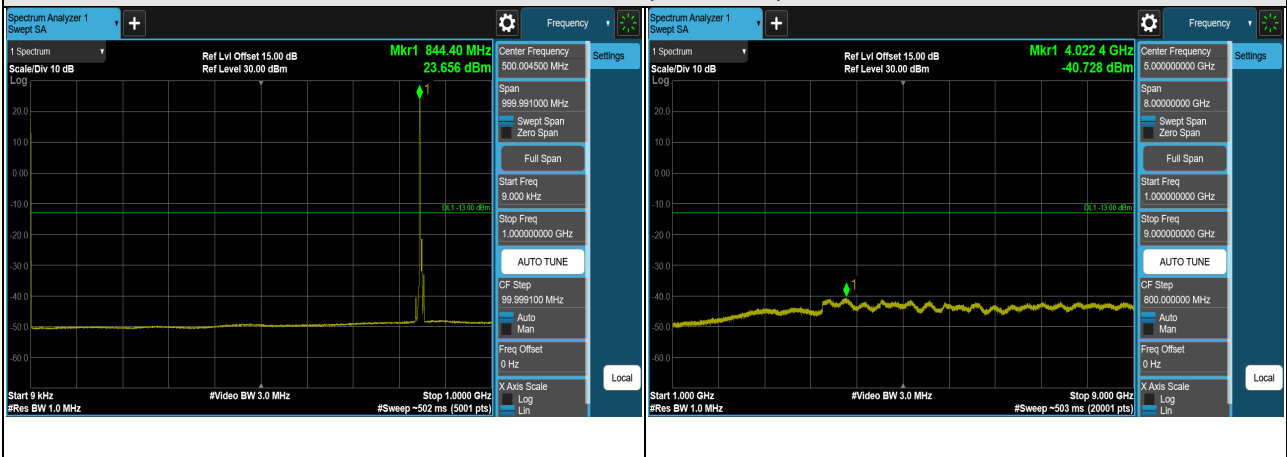 Spectrum Analyzer 1
Swept SA
+
Frequency
1 Spectrum
Scale/Div 10 dB
Log
Ref Lvl Offset 15.00 dB
Ref Level 30.00 dBm
Mkr1 844.40 MHz
23.656 dBm
1
20.0
10.0
0.00
-10.0
-20.0
-30.0
-40.0
-50.0
-60.0
DL1 -13.00 dBm
Start 9 kHz
#Res BW 1.0 MHz
#Video BW 3.0 MHz
Stop 1.0000 GHz
#Sweep ~502 ms (5001 pts)
Center Frequency
500.004500 MHz
Span
999.991000 MHz
Swept Span
Zero Span
Full Span
Start Freq
9.000 kHz
Stop Freq
1.000000000 GHz
AUTO TUNE
CF Step
99.999100 MHz
Auto
Man
Freq Offset
0 Hz
X Axis Scale
Log
Lin
Settings
Local
Spectrum Analyzer 1
Swept SA
+
Frequency
1 Spectrum
Scale/Div 10 dB
Log
Ref Lvl Offset 15.00 dB
Ref Level 30.00 dBm
Mkr1 4.022 4 GHz
-40.728 dBm
1
20.0
10.0
0.00
-10.0
-20.0
-30.0
-40.0
-50.0
-60.0
DL1 -13.00 dBm
Start 1.000 GHz
#Res BW 1.0 MHz
#Video BW 3.0 MHz
Stop 9.000 GHz
#Sweep ~503 ms (20001 pts)
Center Frequency
5.000000000 GHz
Span
8.00000000 GHz
Swept Span
Zero Span
Full Span
Start Freq
1.000000000 GHz
Stop Freq
9.000000000 GHz
AUTO TUNE
CF Step
800.000000 MHz
Auto
Man
Freq Offset
0 Hz
X Axis Scale
Log
Lin
Settings
Local